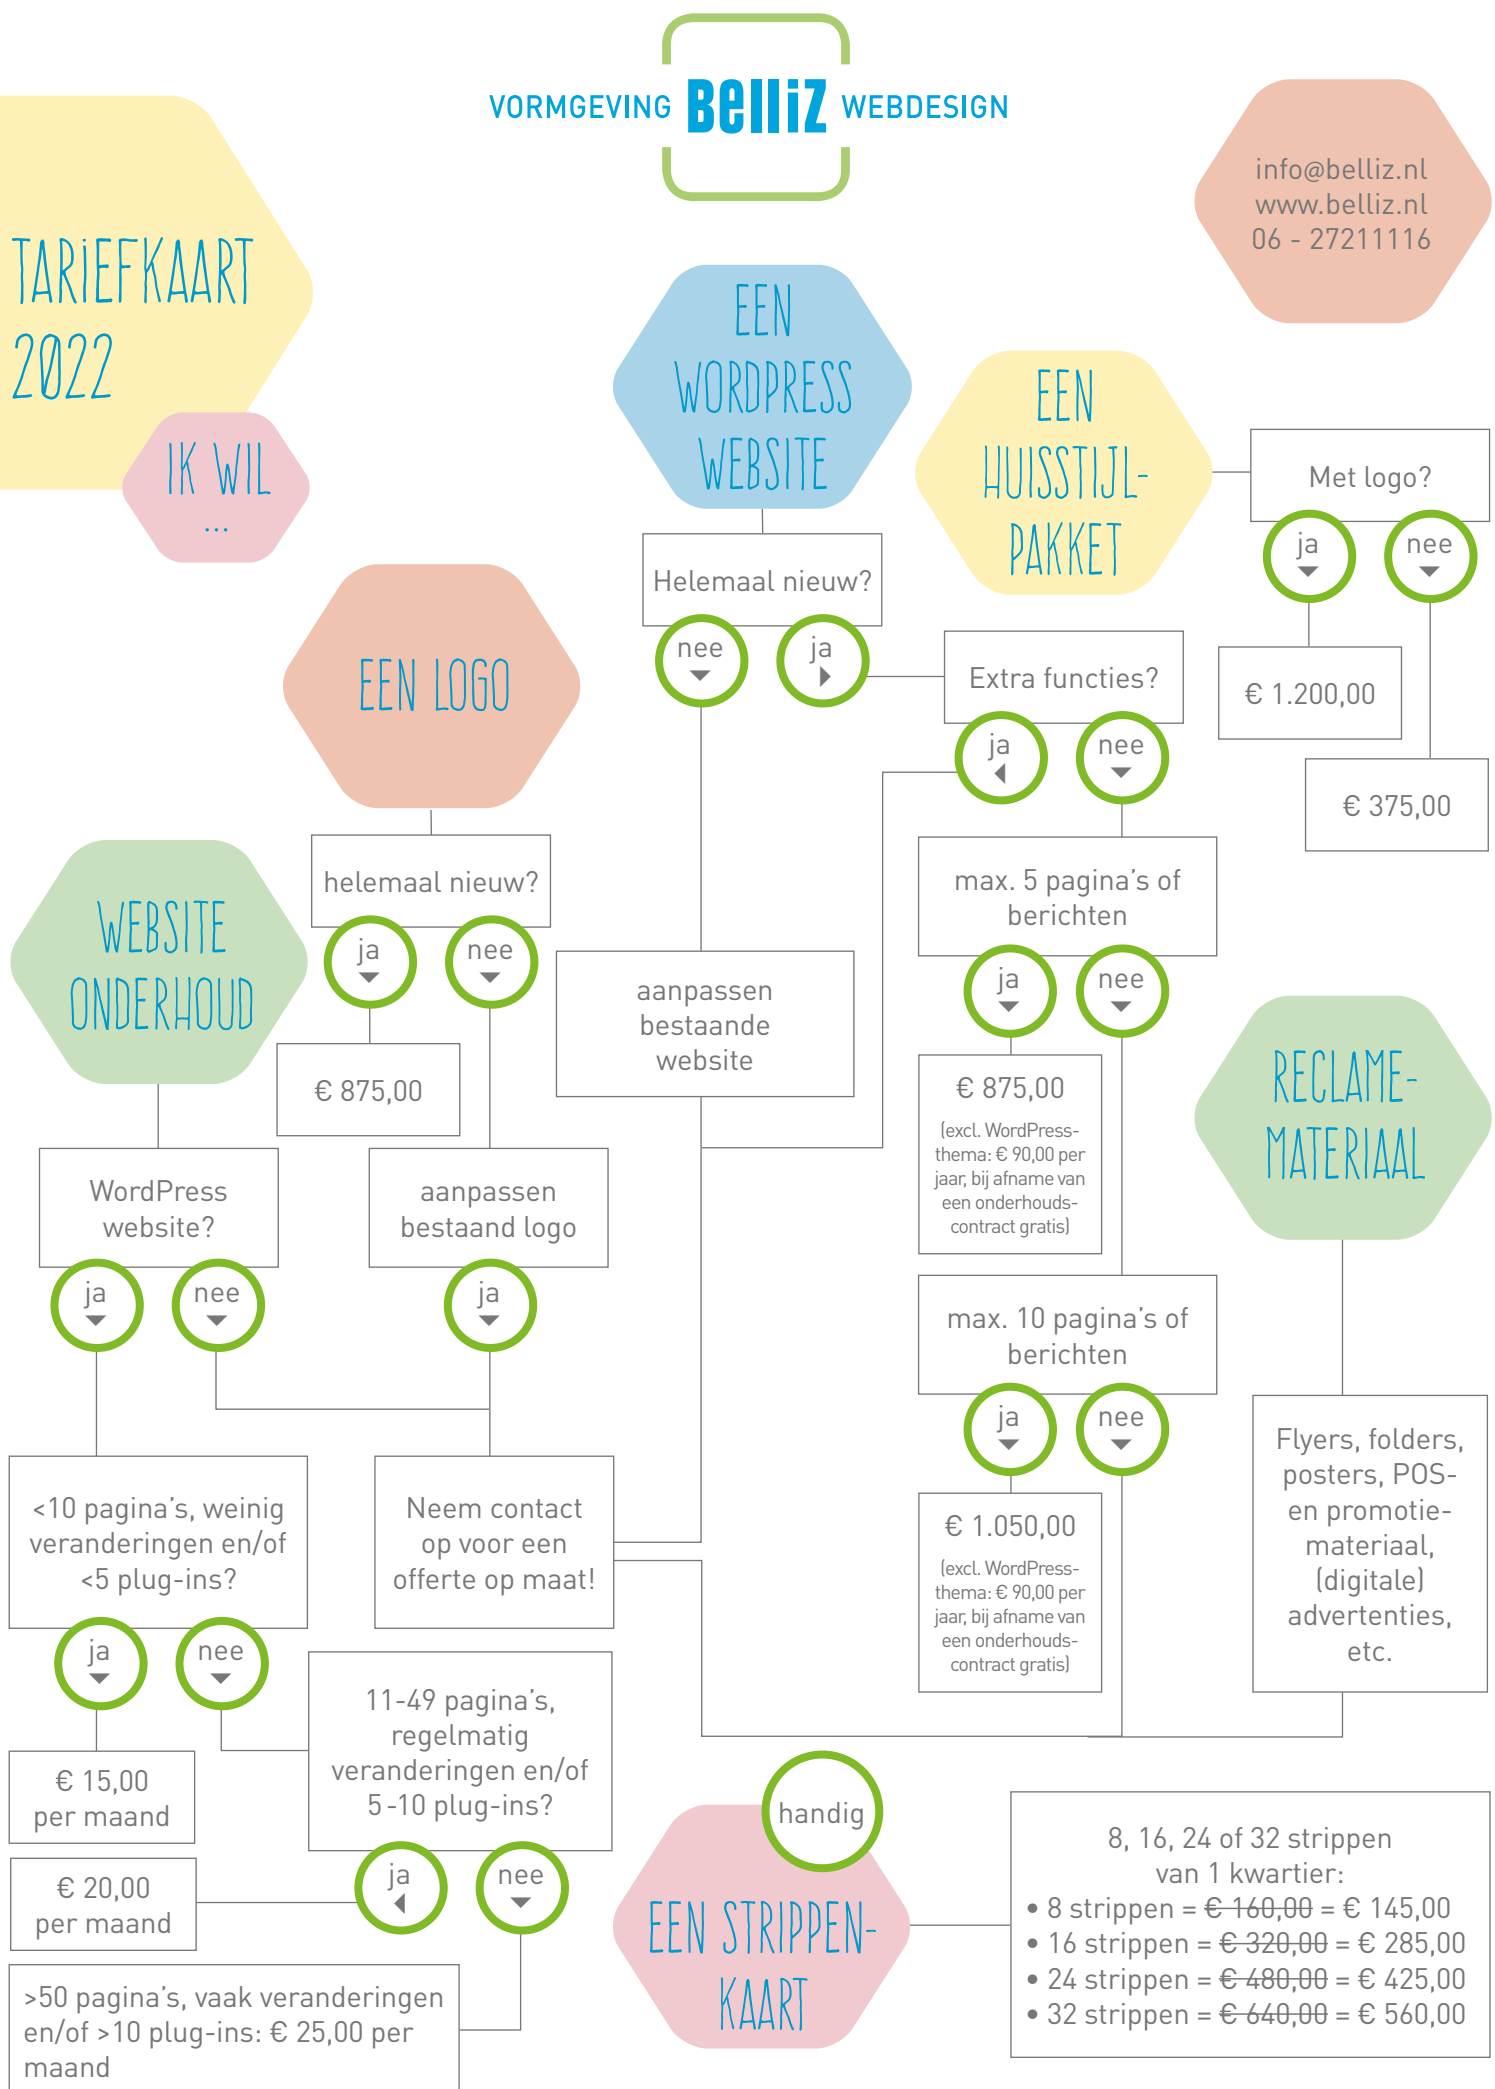 VORMGEVING BelliZ WEBDESIGN
info@belliz.nl
www.belliz.nl
06 - 27211116
TARiEFKAART
2022
IK WIL
...
EEN
WORDPRESS
WEBSITE
Helemaal nieuw?
nee
ja
Extra functies?
ja
nee
max. 5 pagina's of
berichten
ja
nee
€ 875,00
(excl. WordPress-
thema: € 90,00 per
jaar, bij afname van
een onderhouds-
contract gratis)
max. 10 pagina's of
berichten
ja
nee
€ 1.050,00
(excl. WordPress-
thema: € 90,00 per
jaar, bij afname van
een onderhouds-
contract gratis)
aanpassen
bestaande
website
EEN
HUISSTIJL-
PAKKET
Met logo?
ja
nee
€ 1.200,00
€ 375,00
EEN LOGO
helemaal nieuw?
ja
nee
€ 875,00
aanpassen
bestaand logo
ja
Neem contact
op voor een
offerte op maat!
WEBSITE
ONDERHOUD
WordPress
website?
ja
nee
<10 pagina's, weinig
veranderingen en/of
<5 plug-ins?
ja
nee
€ 15,00
per maand
11-49 pagina's,
regelmatig
veranderingen en/of
5-10 plug-ins?
ja
nee
€ 20,00
per maand
>50 pagina's, vaak veranderingen
en/of >10 plug-ins: € 25,00 per
maand
RECLAME-
MATERIAAL
Flyers, folders,
posters, POS-
en promotie-
materiaal,
(digitale)
advertenties,
etc.
handig
EEN STRIPPEN-
KAART
8, 16, 24 of 32 strippen
van 1 kwartier:
• 8 strippen = € 160,00 = € 145,00
• 16 strippen = € 320,00 = € 285,00
• 24 strippen = € 480,00 = € 425,00
• 32 strippen = € 640,00 = € 560,00